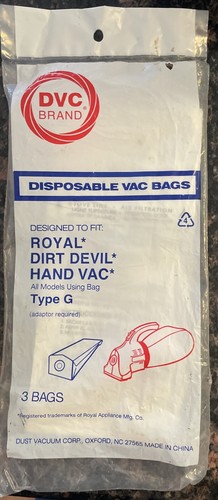 DVC®
BRAND
DISPOSABLE VAC BAGS
4
DESIGNED TO FIT:
ROYAL*
DIRT DEVIL*
HAND VAC*
All Models Using Bag
Type G
(adaptor required)
3 BAGS
*Registered trademarks of Royal Appliance Mfg. Co.
DUST VACUUM CORP., OXFORD, NC 27565 MADE IN CHINA